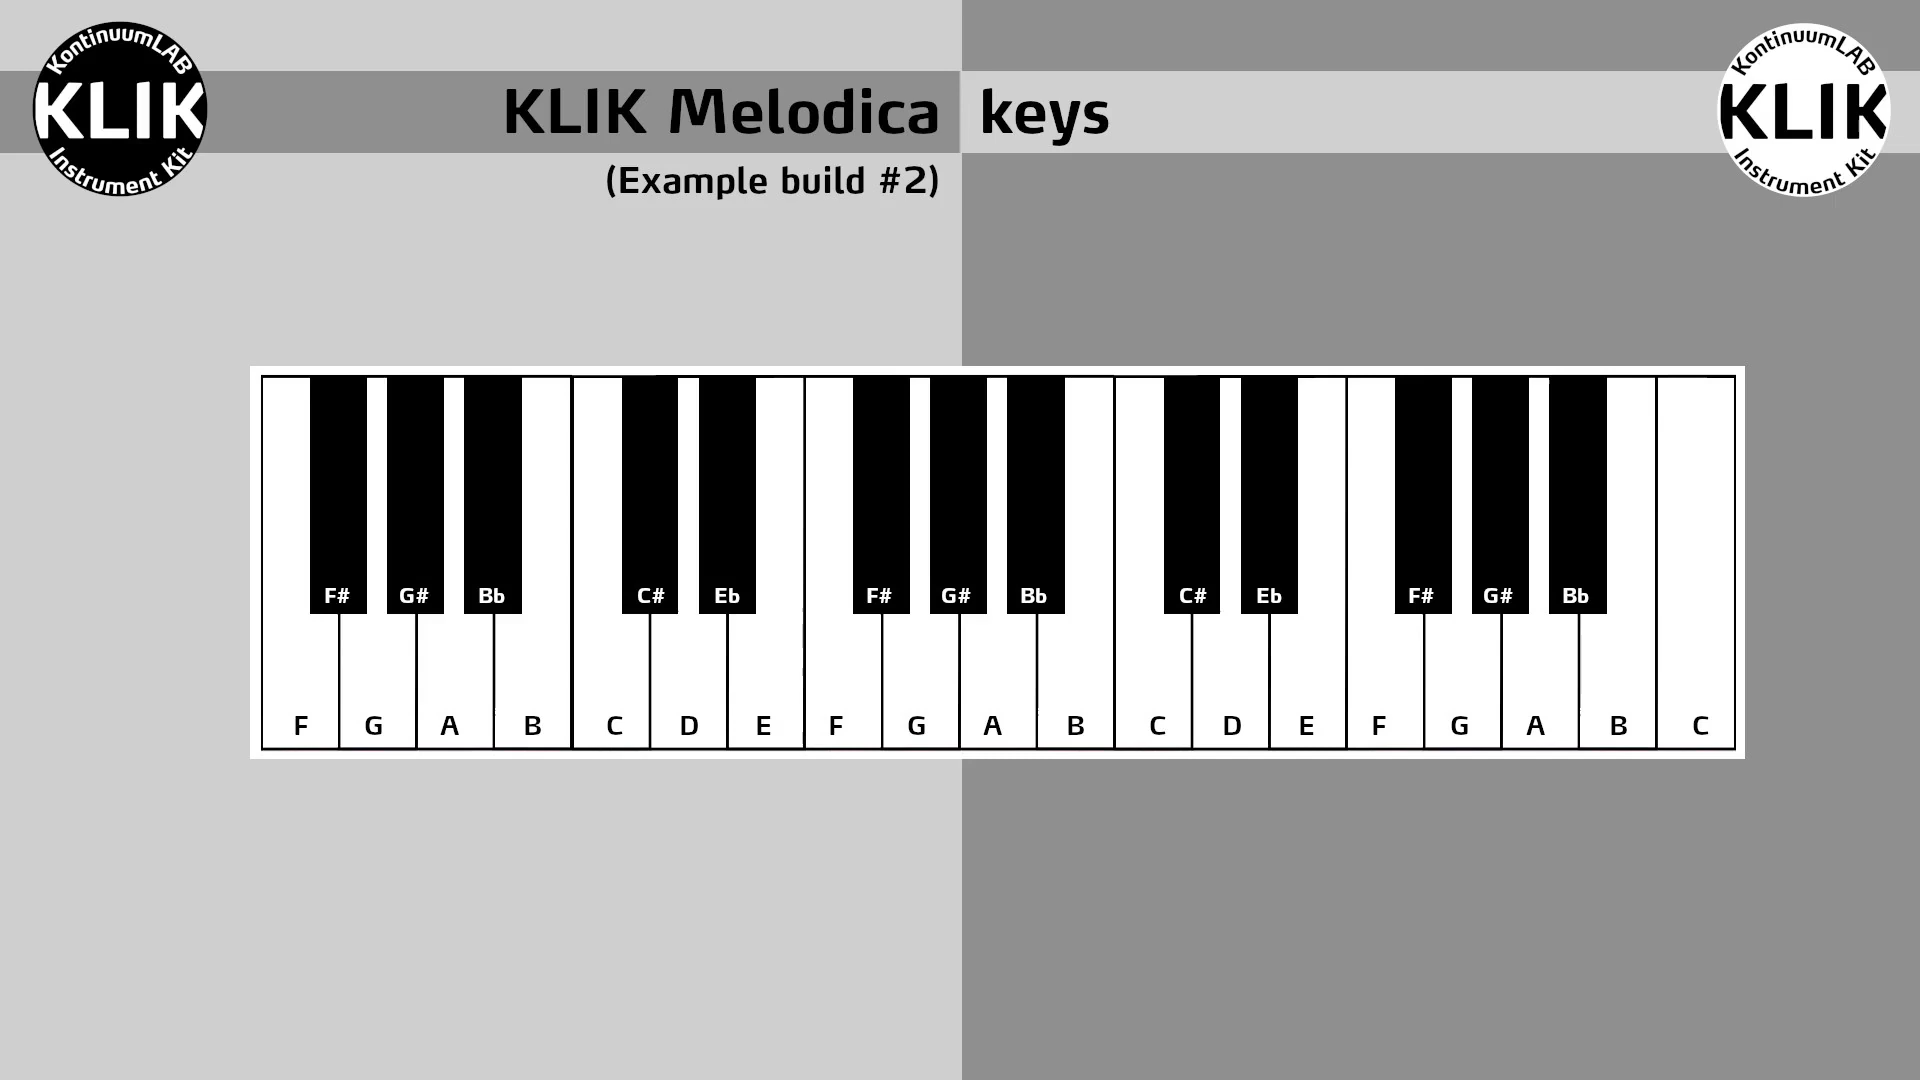 KontinuumLAB
KLIK
Instrument Kit
KLIK Melodica keys
(Example build #2)
KontinuumLAB
KLIK
Instrument Kit
F# G# Bb C# Eb F# G# Bb C# Eb F# G# Bb
F G A B C D E F G A B C D E F G A B C